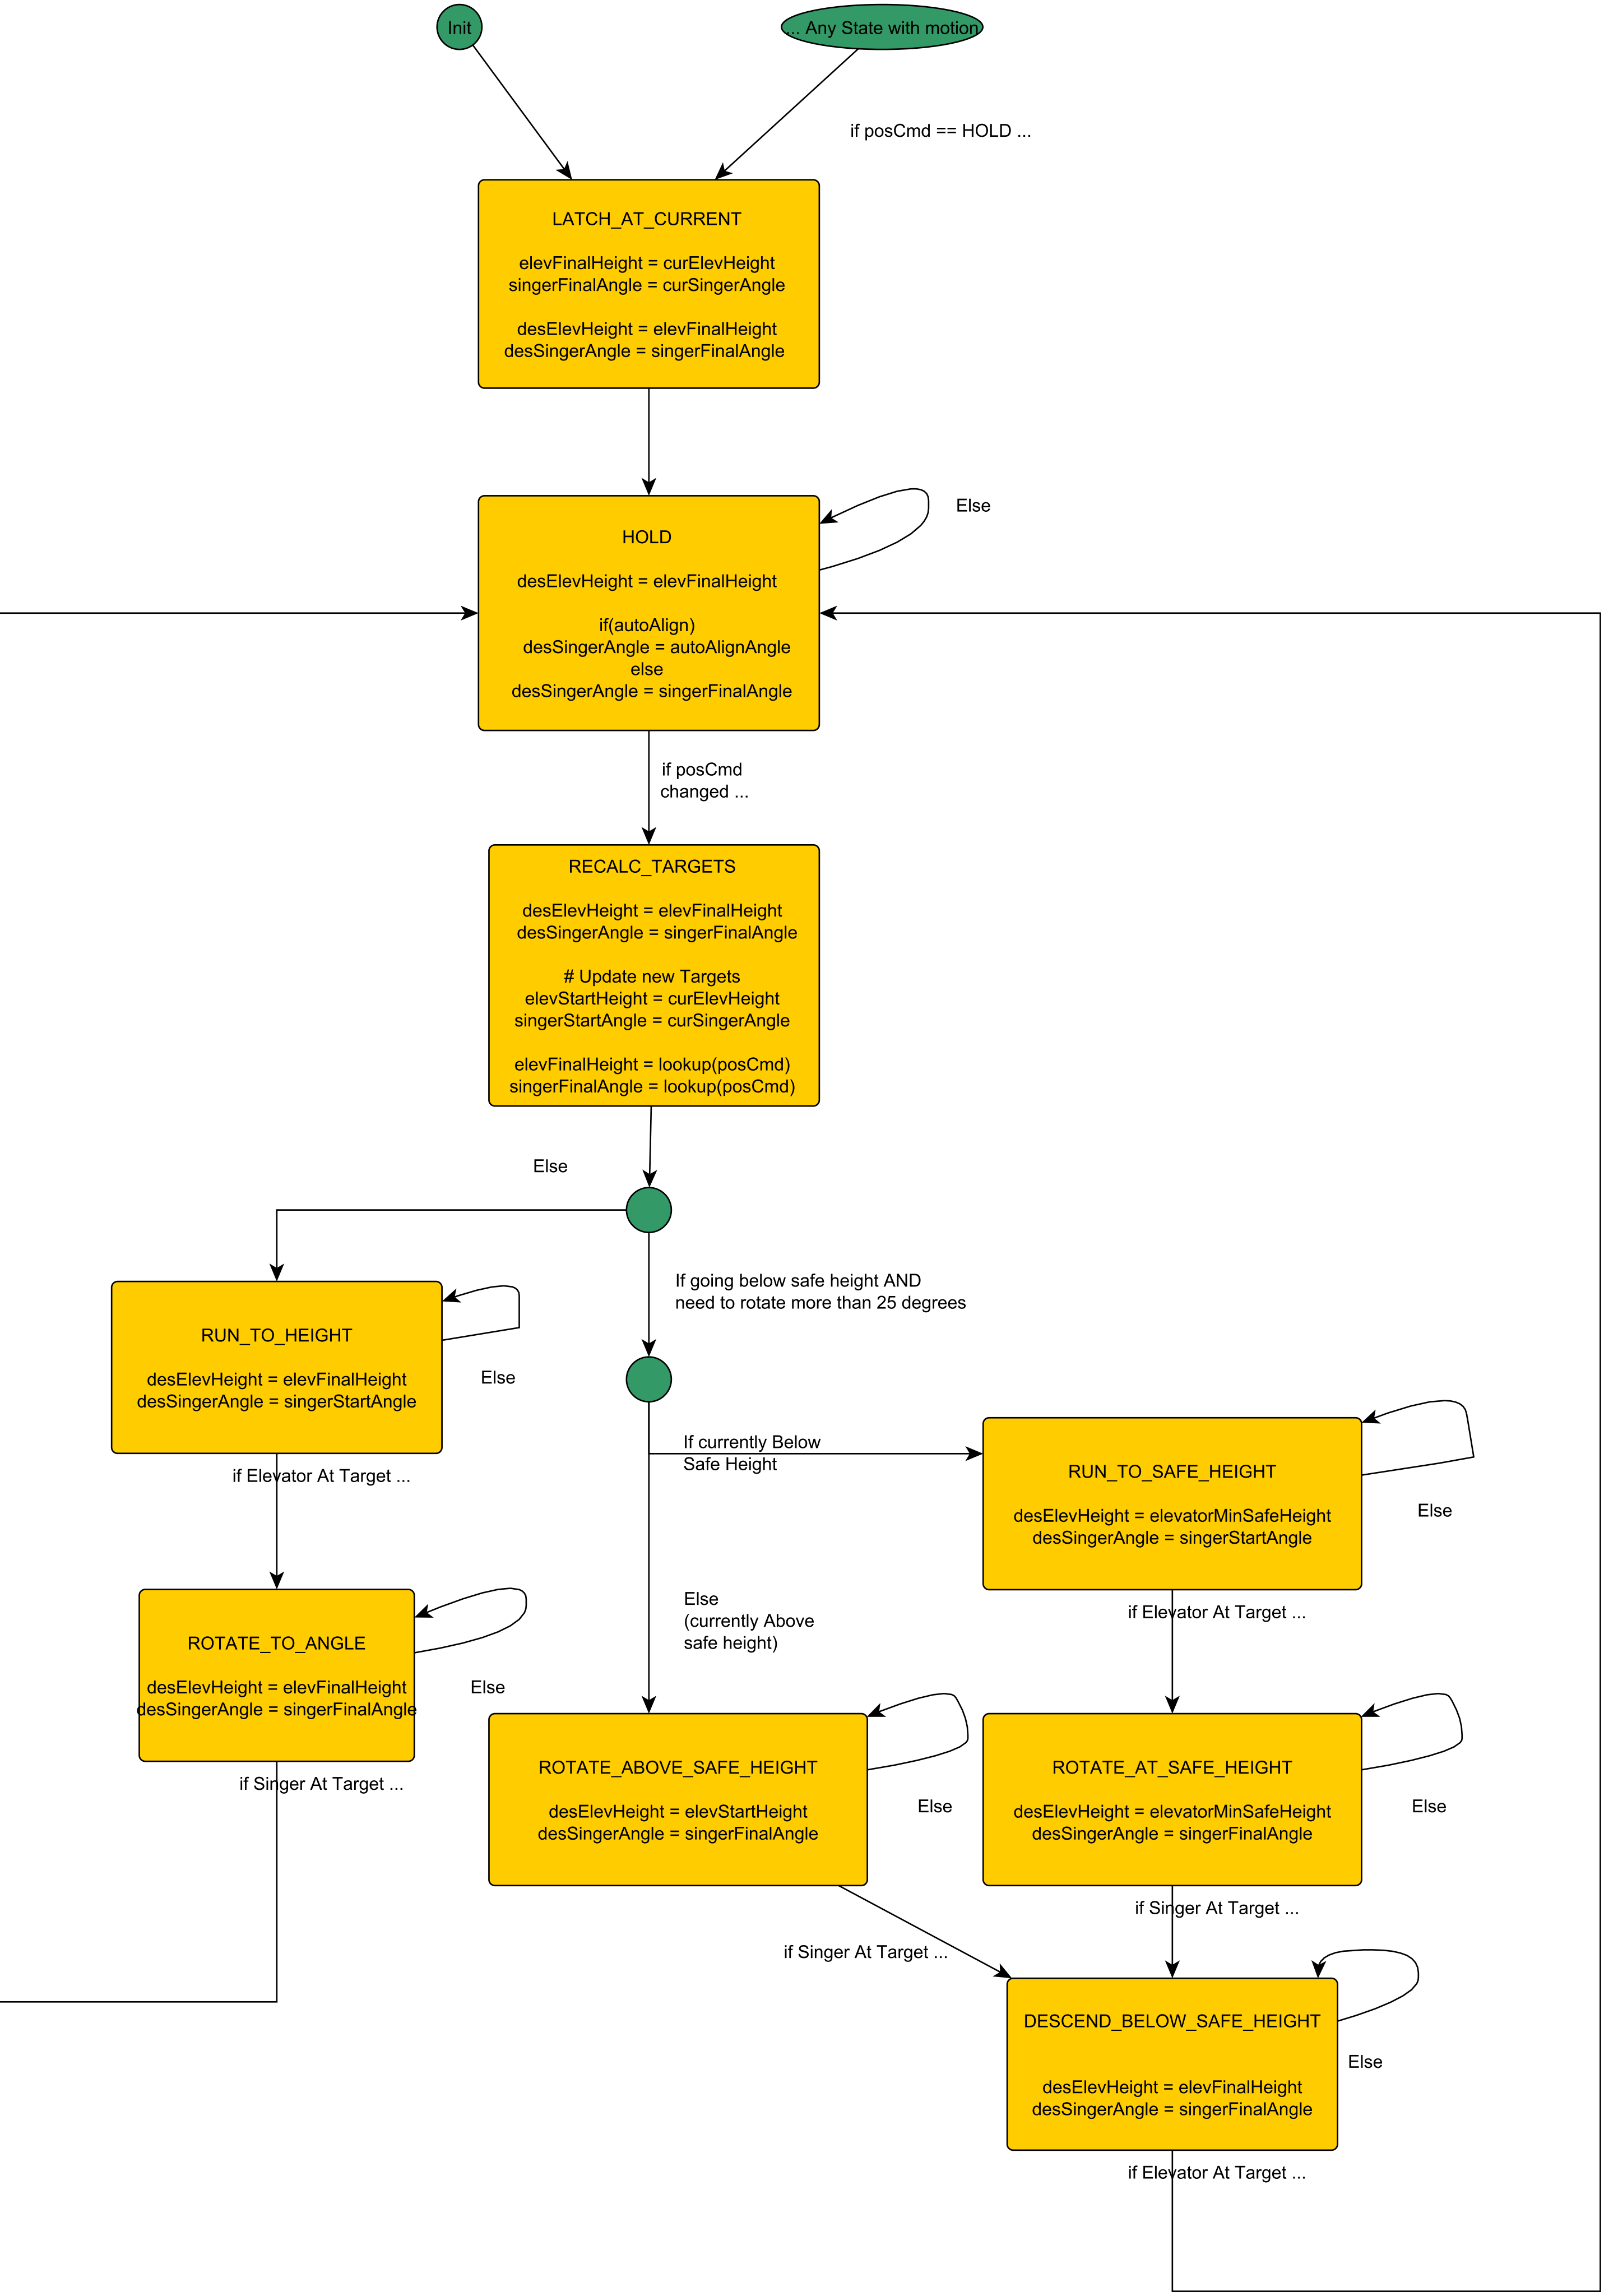 Init
... Any State with motion
if posCmd == HOLD ...
LATCH_AT_CURRENT
elevFinalHeight = curElevHeight
singerFinalAngle = curSingerAngle
desElevHeight = elevFinalHeight
desSingerAngle = singerFinalAngle
Else
HOLD
desElevHeight = elevFinalHeight
if(autoAlign)
desSingerAngle = autoAlignAngle
else
desSingerAngle = singerFinalAngle
if posCmd
changed ...
RECALC_TARGETS
desElevHeight = elevFinalHeight
desSingerAngle = singerFinalAngle
# Update new Targets
elevStartHeight = curElevHeight
singerStartAngle = curSingerAngle
elevFinalHeight = lookup(posCmd)
singerFinalAngle = lookup(posCmd)
Else
If going below safe height AND
need to rotate more than 25 degrees
RUN_TO_HEIGHT
desElevHeight = elevFinalHeight
desSingerAngle = singerStartAngle
Else
if Elevator At Target ...
If currently Below
Safe Height
RUN_TO_SAFE_HEIGHT
desElevHeight = elevatorMinSafeHeight
desSingerAngle = singerStartAngle
Else
if Elevator At Target ...
Else
(currently Above
safe height)
ROTATE_TO_ANGLE
desElevHeight = elevFinalHeight
desSingerAngle = singerFinalAngle
Else
if Singer At Target ...
ROTATE_ABOVE_SAFE_HEIGHT
desElevHeight = elevStartHeight
desSingerAngle = singerFinalAngle
Else
ROTATE_AT_SAFE_HEIGHT
desElevHeight = elevatorMinSafeHeight
desSingerAngle = singerFinalAngle
Else
if Singer At Target ...
if Singer At Target ...
DESCEND_BELOW_SAFE_HEIGHT
desElevHeight = elevFinalHeight
desSingerAngle = singerFinalAngle
Else
if Elevator At Target ...